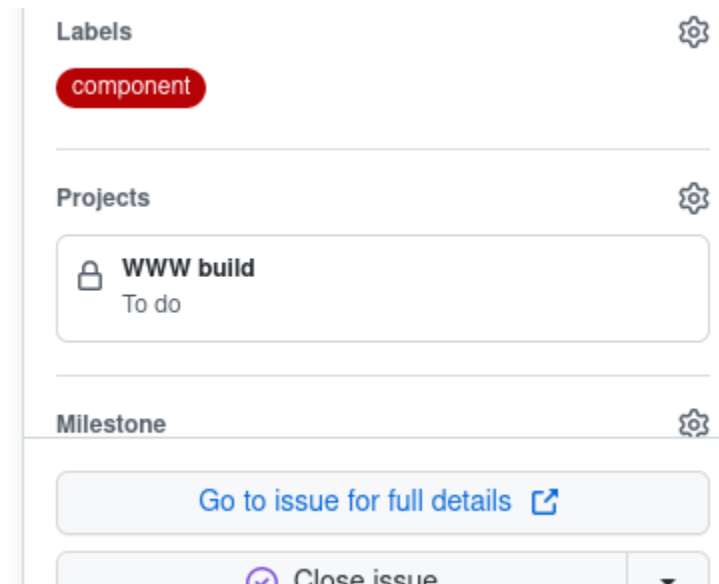 Labels
component
Projects
WWW build
To do
Milestone
Go to issue for full details
Close issue